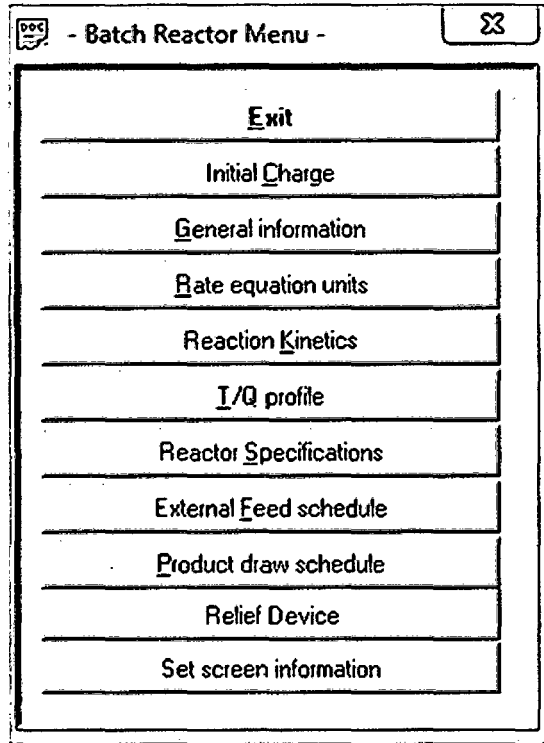 DOC
- Batch Reactor Menu -
Exit
Initial Charge
General information
Rate equation units
Reaction Kinetics
T/Q profile
Reactor Specifications
External Feed schedule
Product draw schedule
Relief Device
Set screen information